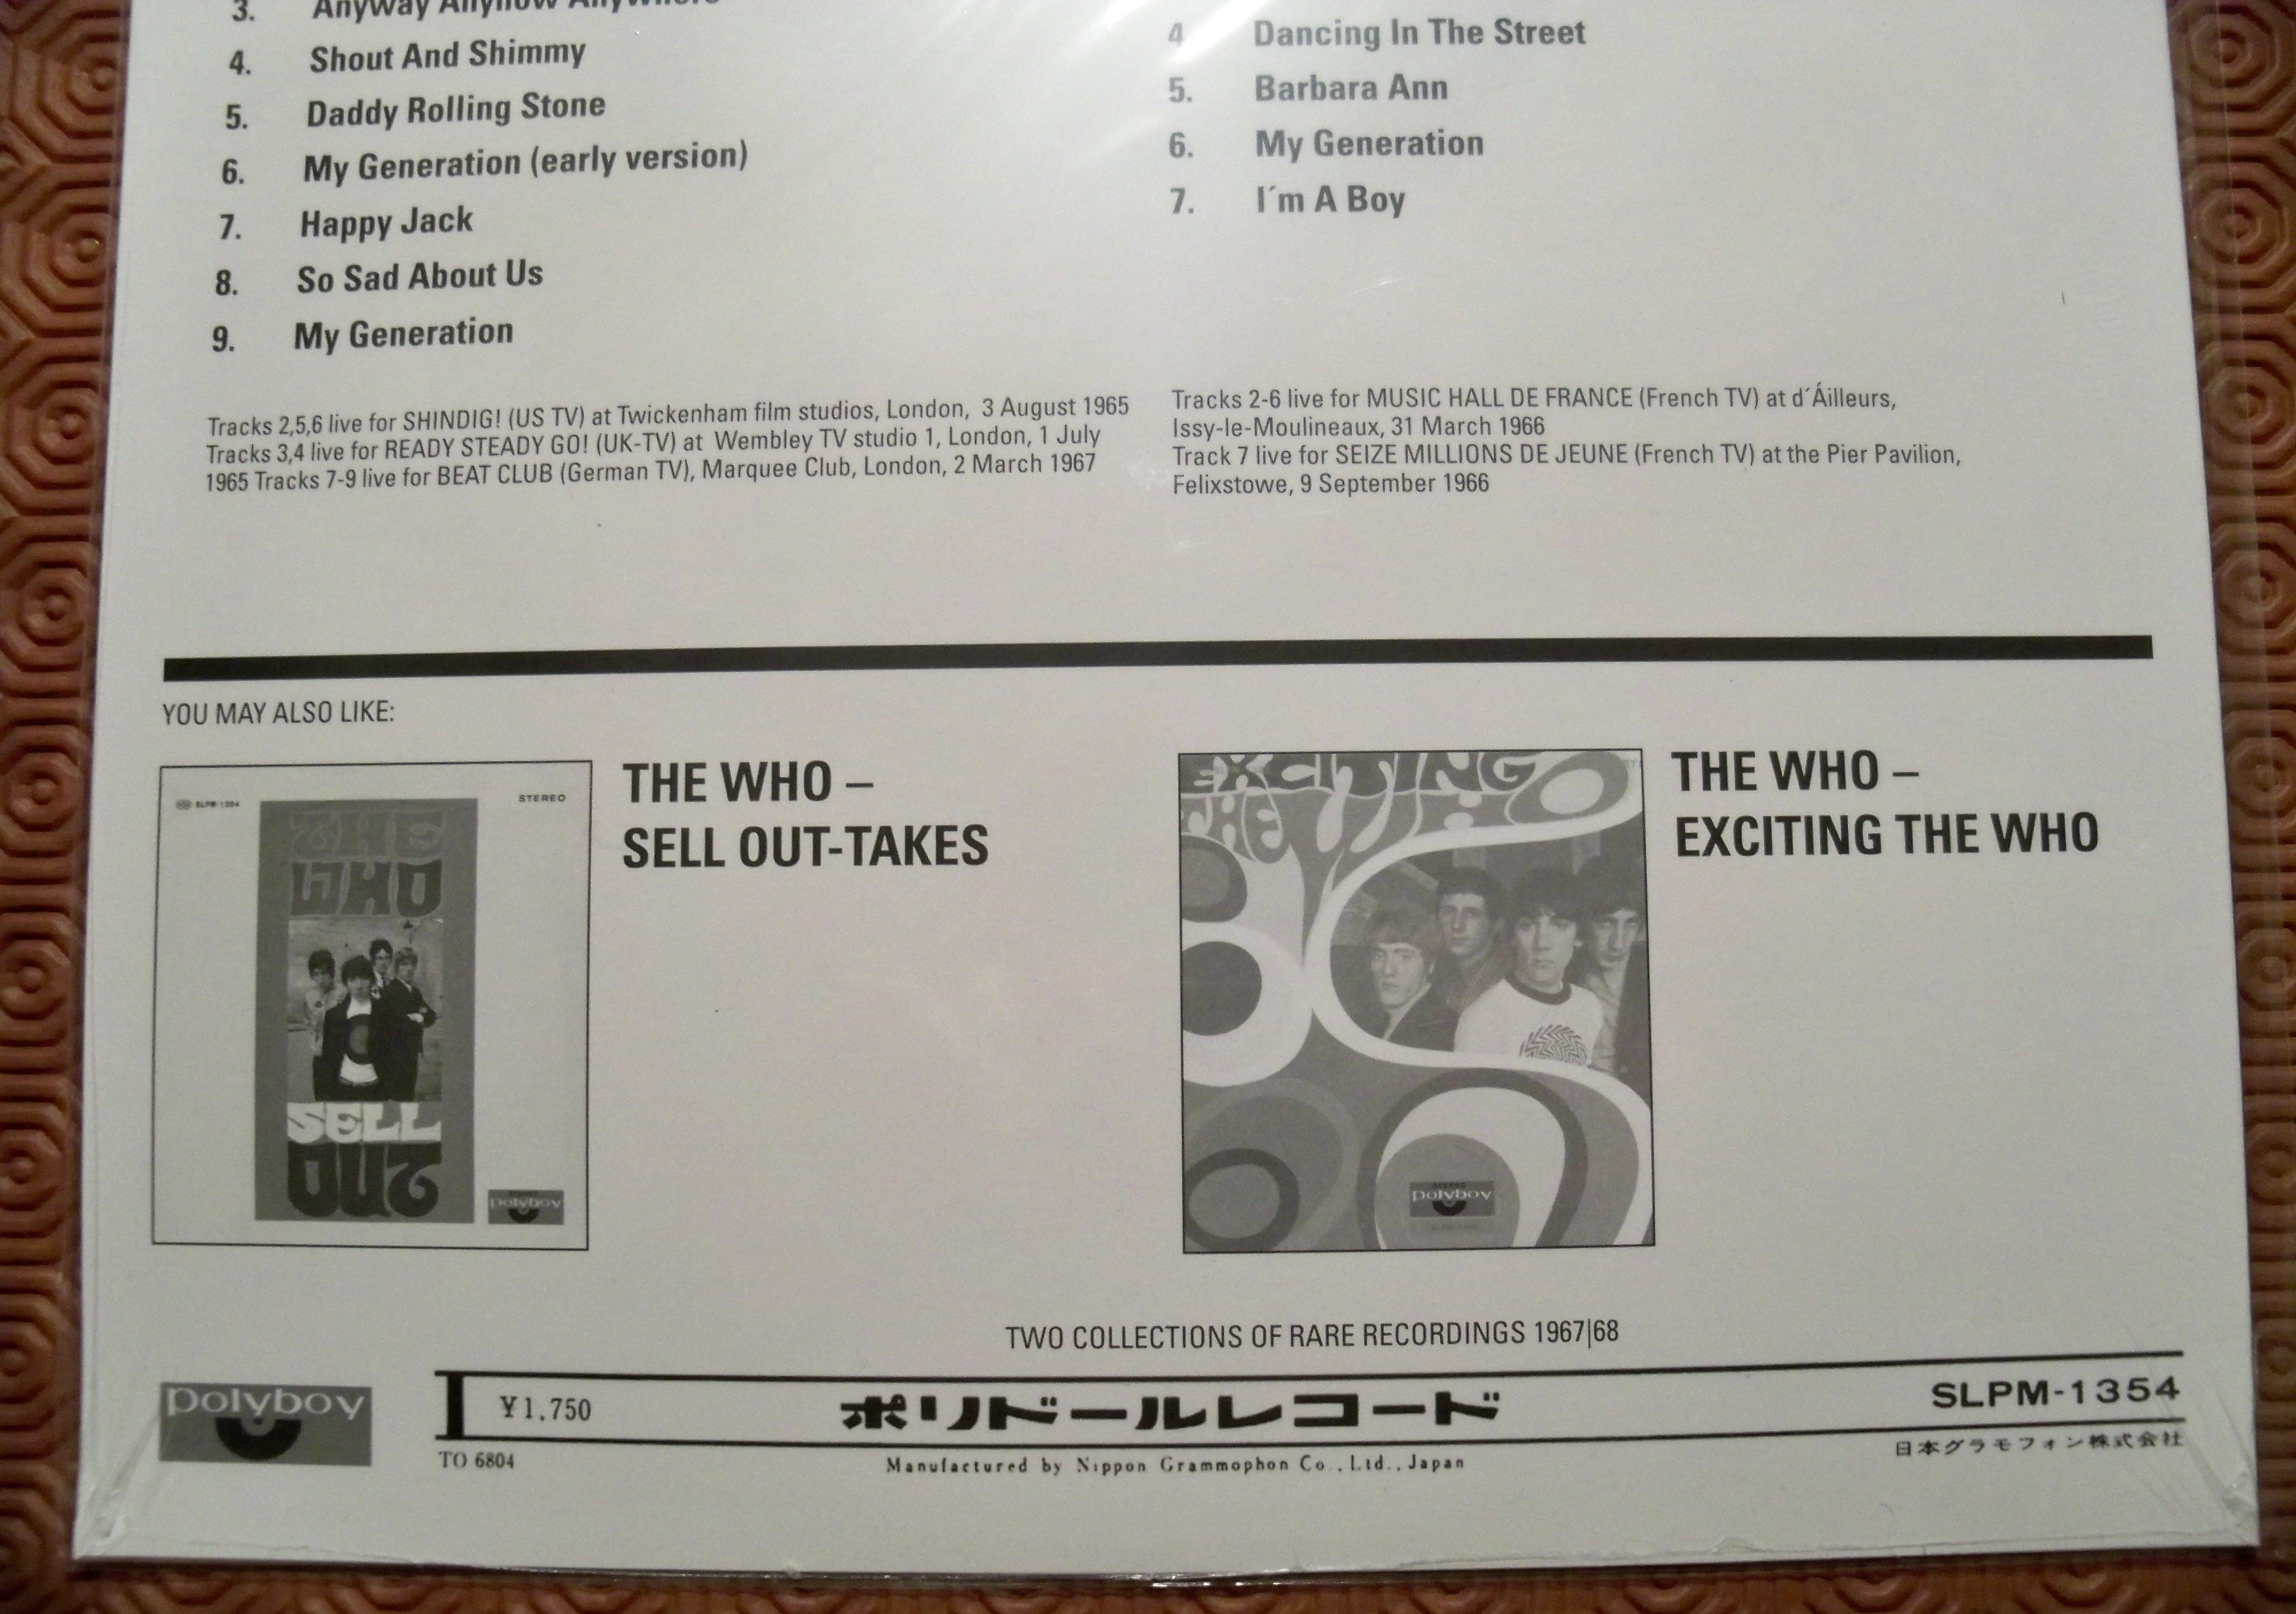 3. Anyway Anyhow Anywhere
4. Shout And Shimmy
5. Daddy Rolling Stone
6. My Generation (early version)
7. Happy Jack
8. So Sad About Us
9. My Generation
Tracks 2,5,6 live for SHINDIG! (US TV) at Twickenham film studios, London, 3 August 1965
Tracks 3,4 live for READY STEADY GO! (UK-TV) at Wembley TV studio 1, London, 1 July
1965 Tracks 7-9 live for BEAT CLUB (German TV), Marquee Club, London, 2 March 1967
4 Dancing In The Street
5. Barbara Ann
6. My Generation
7. I´m A Boy
Tracks 2-6 live for MUSIC HALL DE FRANCE (French TV) at d´Áilleurs,
Issy-le-Moulineaux, 31 March 1966
Track 7 live for SEIZE MILLIONS DE JEUNE (French TV) at the Pier Pavilion,
Felixstowe, 9 September 1966
YOU MAY ALSO LIKE:
SLPM-1354
STEREO
THE
WHO
SELL
OUT
polyboy
THE WHO –
SELL OUT-TAKES
EXCITING
THE WHO
STEREO
polyboy
THE WHO –
EXCITING THE WHO
TWO COLLECTIONS OF RARE RECORDINGS 1967|68
polyboy
¥1,750
ポリドールレコード
SLPM-1354
TO 6804
Manufactured by Nippon Grammophon Co., Ltd., Japan
日本グラモフォン株式会社